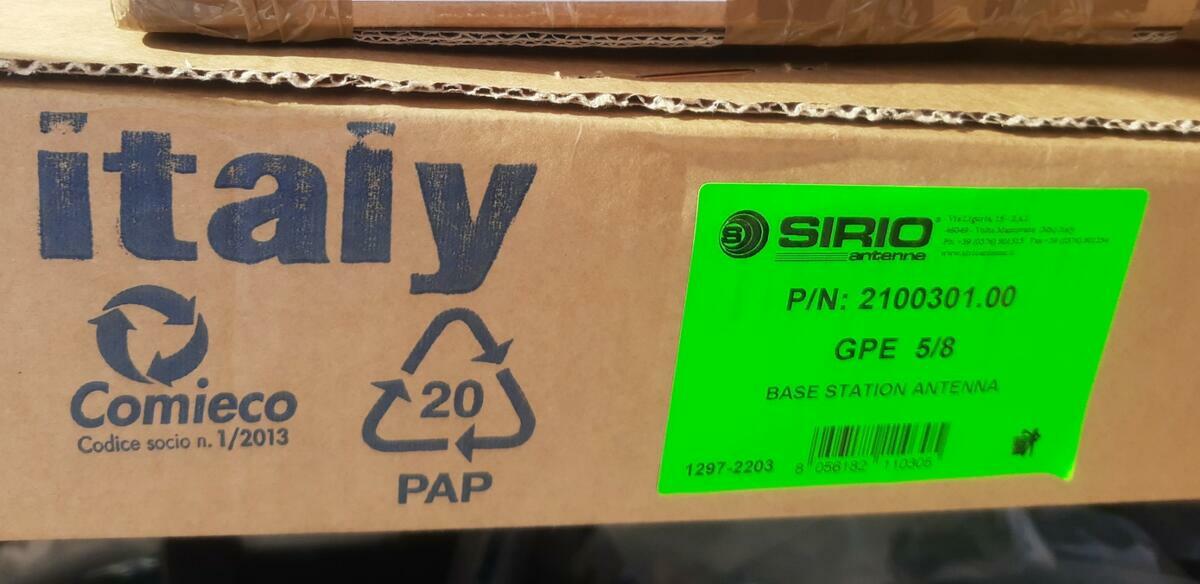 italy
Comieco
Codice socio n. 1/2013
20
PAP
SIRIO
antenne
P/N: 2100301.00
GPE 5/8
BASE STATION ANTENNA
1297-2203
8 056182 110305